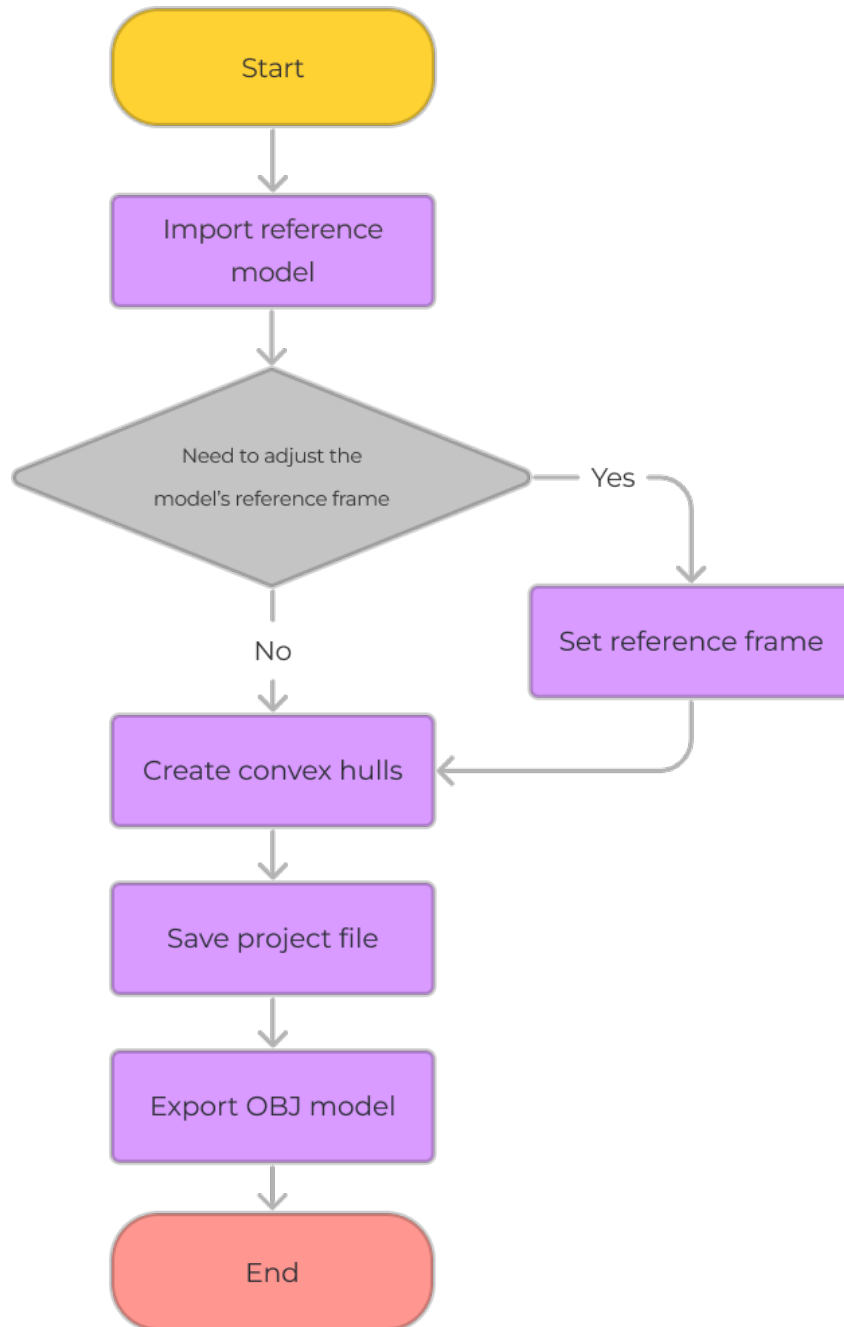 Start
Import reference
model
Need to adjust the
model's reference frame
Yes
Set reference frame
No
Create convex hulls
Save project file
Export OBJ model
End